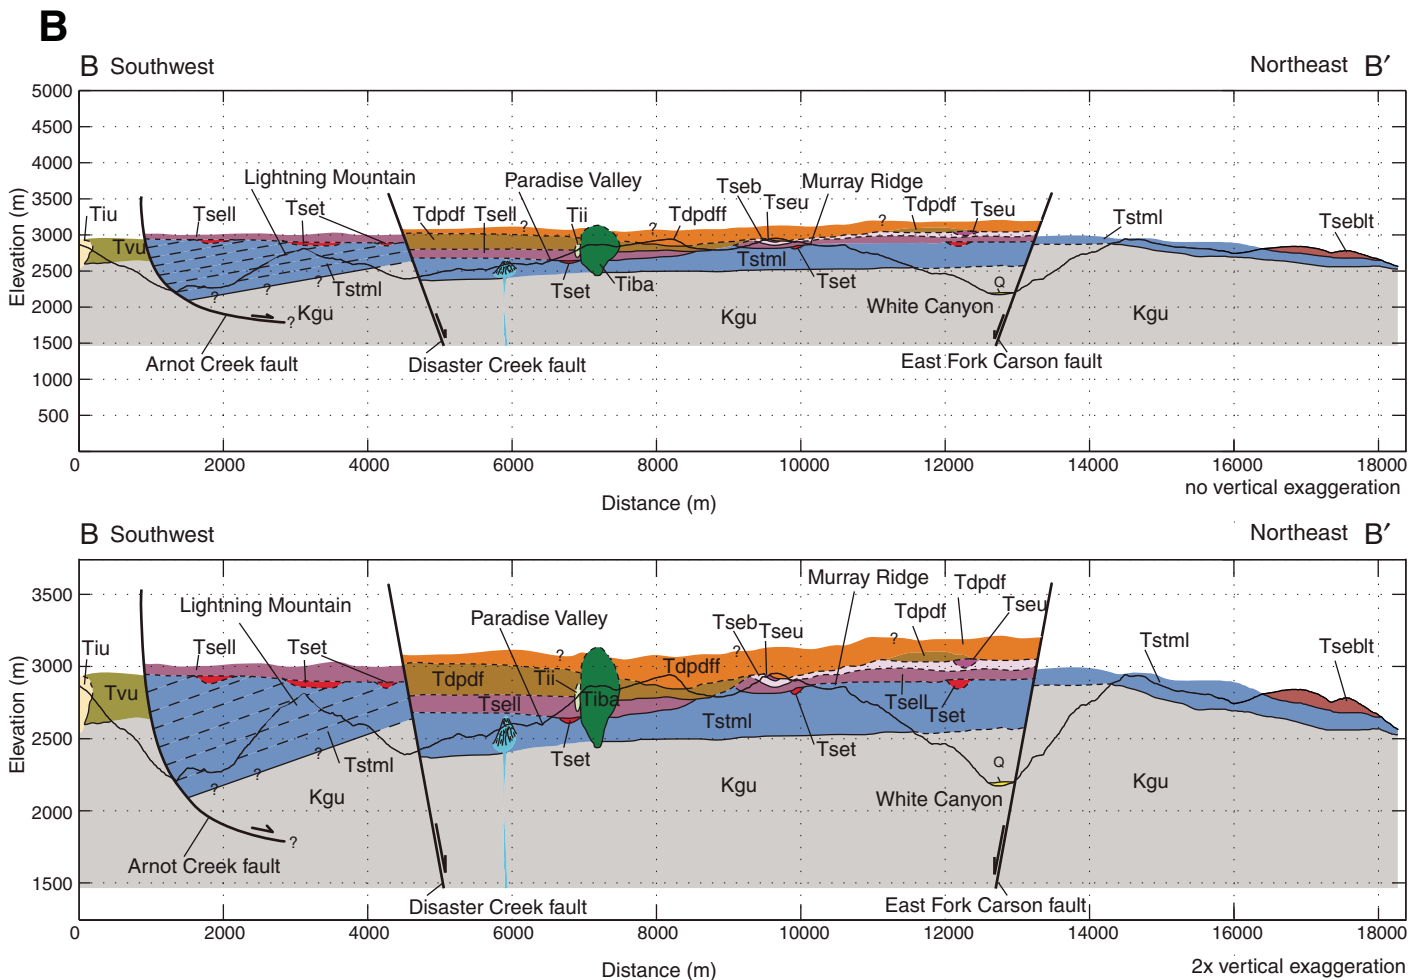 B
B Southwest
Northeast B′
5000
4500
4000
3500
3000
2500
2000
1500
1000
500
Elevation (m)
Lightning Mountain
Paradise Valley
Tseb
Murray Ridge
Tiu
Tsell
Tset
Tdpdf
Tsell
?
Tii
?
Tdpdff
Tseu
?
Tdpdf
Tseu
Tstml
Tseblt
Tvu
Tstml
Tset
Tiba
Tstml
Tset
White Canyon
Q
?
?
?
?
Kgu
Kgu
Kgu
Arnot Creek fault
Disaster Creek fault
East Fork Carson fault
0 2000 4000 6000 8000 10000 12000 14000 16000 18000
Distance (m)
no vertical exaggeration
B Southwest
Northeast B′
3500
3000
2500
2000
1500
Elevation (m)
Lightning Mountain
Paradise Valley
Murray Ridge
Tdpdf
Tiu
Tsell
Tset
Tseb
Tseu
Tdpdf
Tseu
Tstml
Tseblt
?
?
?
Tvu
Tdpdf
Tii
Tiba
Tdpdff
Tsell
Tsell
Tset
Tstml
Tset
Tstml
Tset
?
?
?
Kgu
Kgu
Q
White Canyon
Kgu
?
Arnot Creek fault
Disaster Creek fault
East Fork Carson fault
0 2000 4000 6000 8000 10000 12000 14000 16000 18000
Distance (m)
2x vertical exaggeration